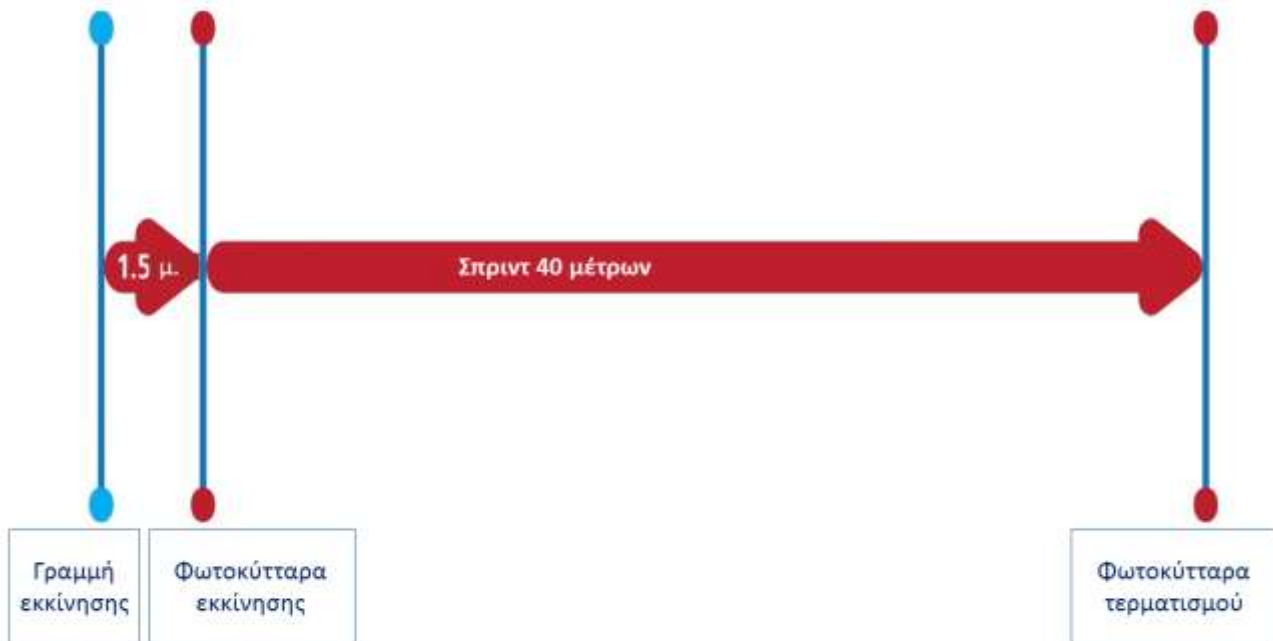 1.5 μ.
Σπριντ 40 μέτρων
Γραμμή
εκκίνησης
Φωτοκύτταρα
εκκίνησης
Φωτοκύτταρα
τερματισμού